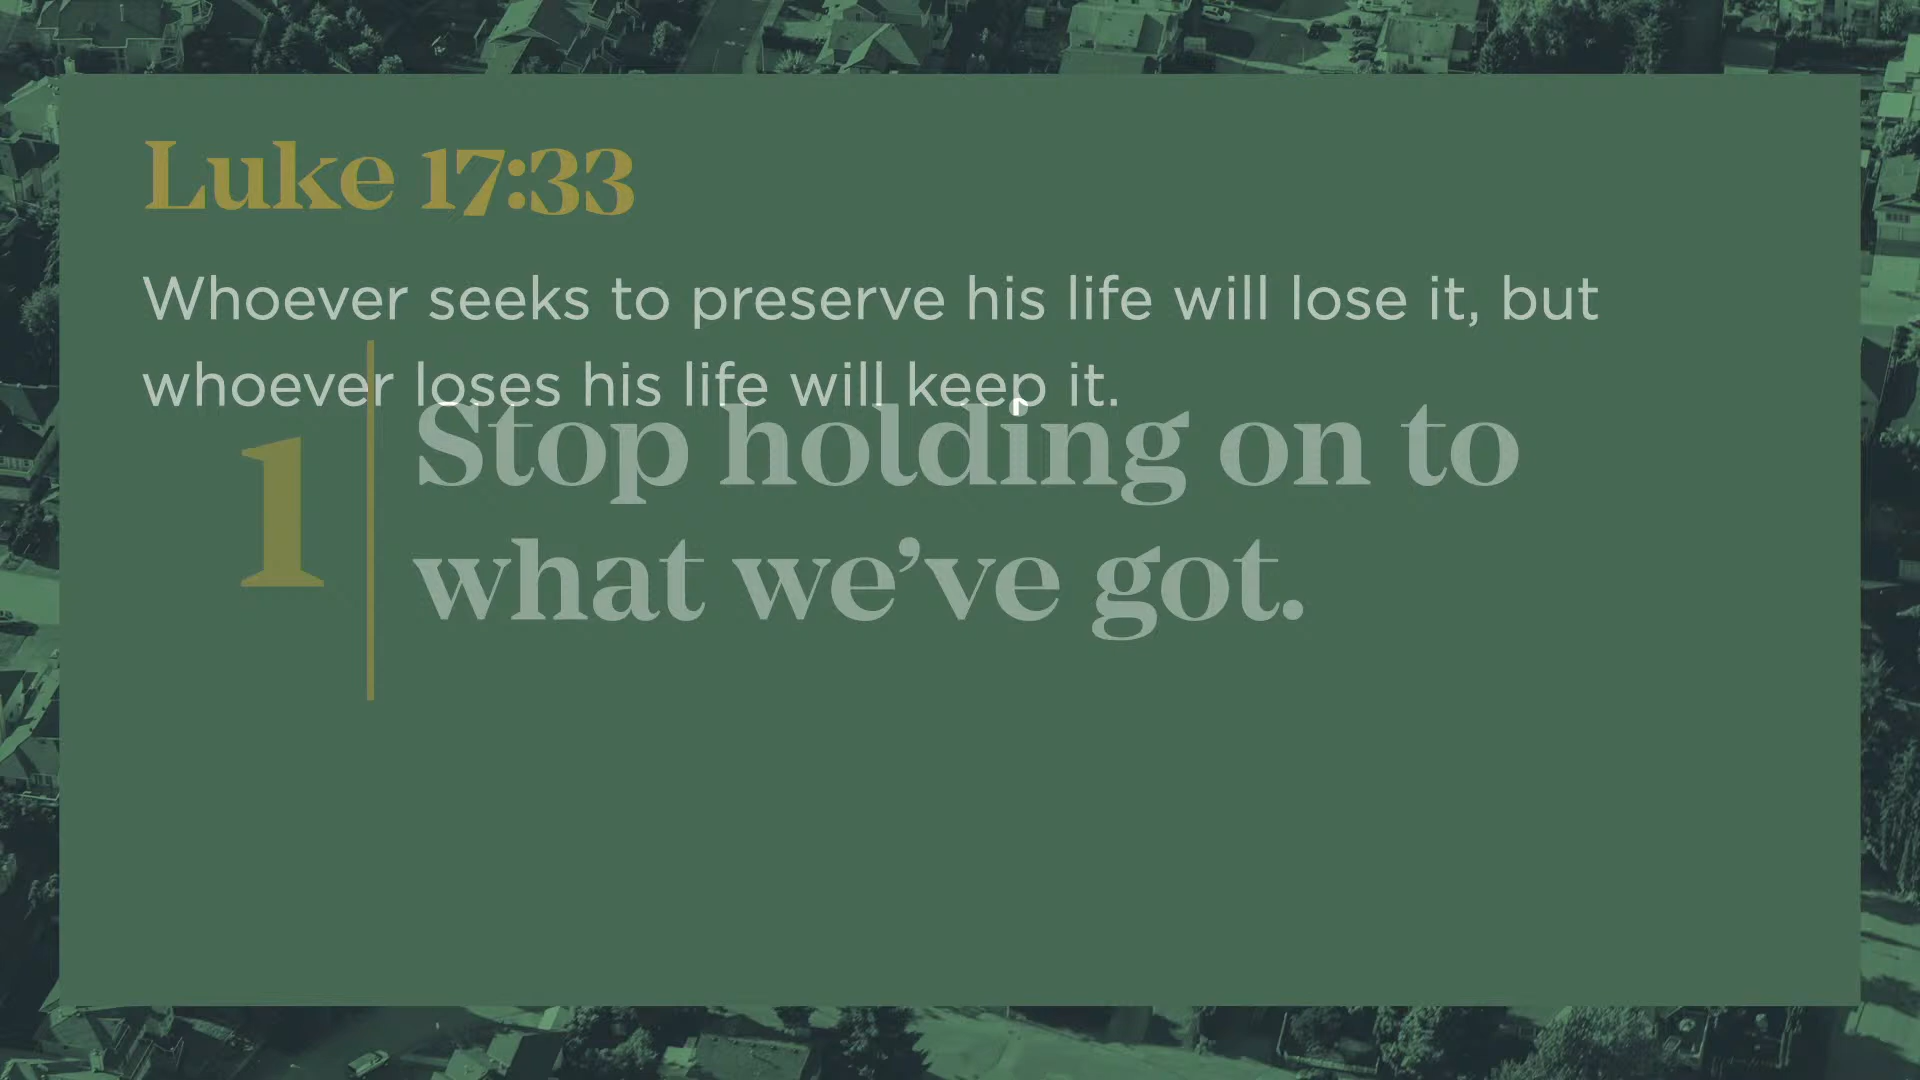 Luke 17:33
Whoever seeks to preserve his life will lose it, but
whoever loses his life will keep it.
1
Stop holding on to
what we’ve got.